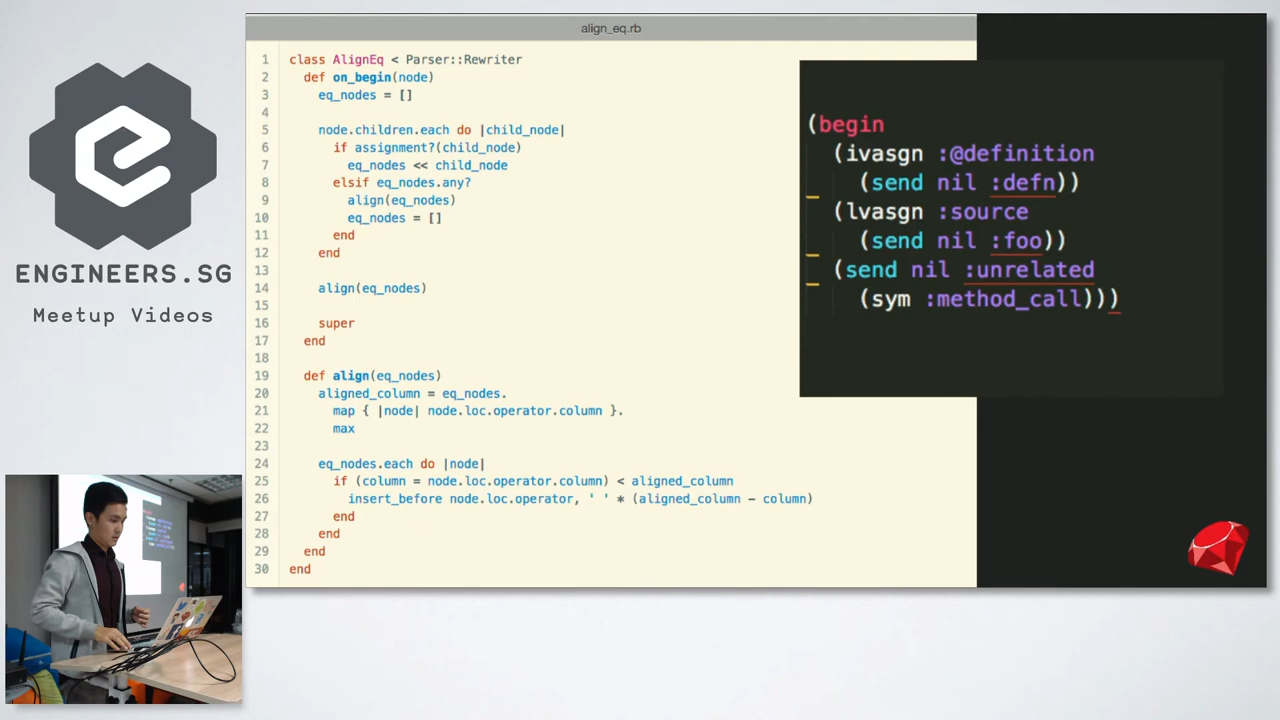 ENGINEERS.SG
Meetup Videos
align_eq.rb
1 class AlignEq < Parser::Rewriter
2 def on_begin(node)
3 eq_nodes = []
4
5 node.children.each do |child_node|
6 if assignment?(child_node)
7 eq_nodes << child_node
8 elsif eq_nodes.any?
9 align(eq_nodes)
10 eq_nodes = []
11 end
12 end
13
14 align(eq_nodes)
15
16 super
17 end
18
19 def align(eq_nodes)
20 aligned_column = eq_nodes.
21 map { |node| node.loc.operator.column }.
22 max
23
24 eq_nodes.each do |node|
25 if (column = node.loc.operator.column) < aligned_column
26 insert_before node.loc.operator, ' ' * (aligned_column - column)
27 end
28 end
29 end
30 end
(begin
(ivasgn :@definition
(send nil :defn))
(lvasgn :source
(send nil :foo))
(send nil :unrelated
(sym :method_call)))